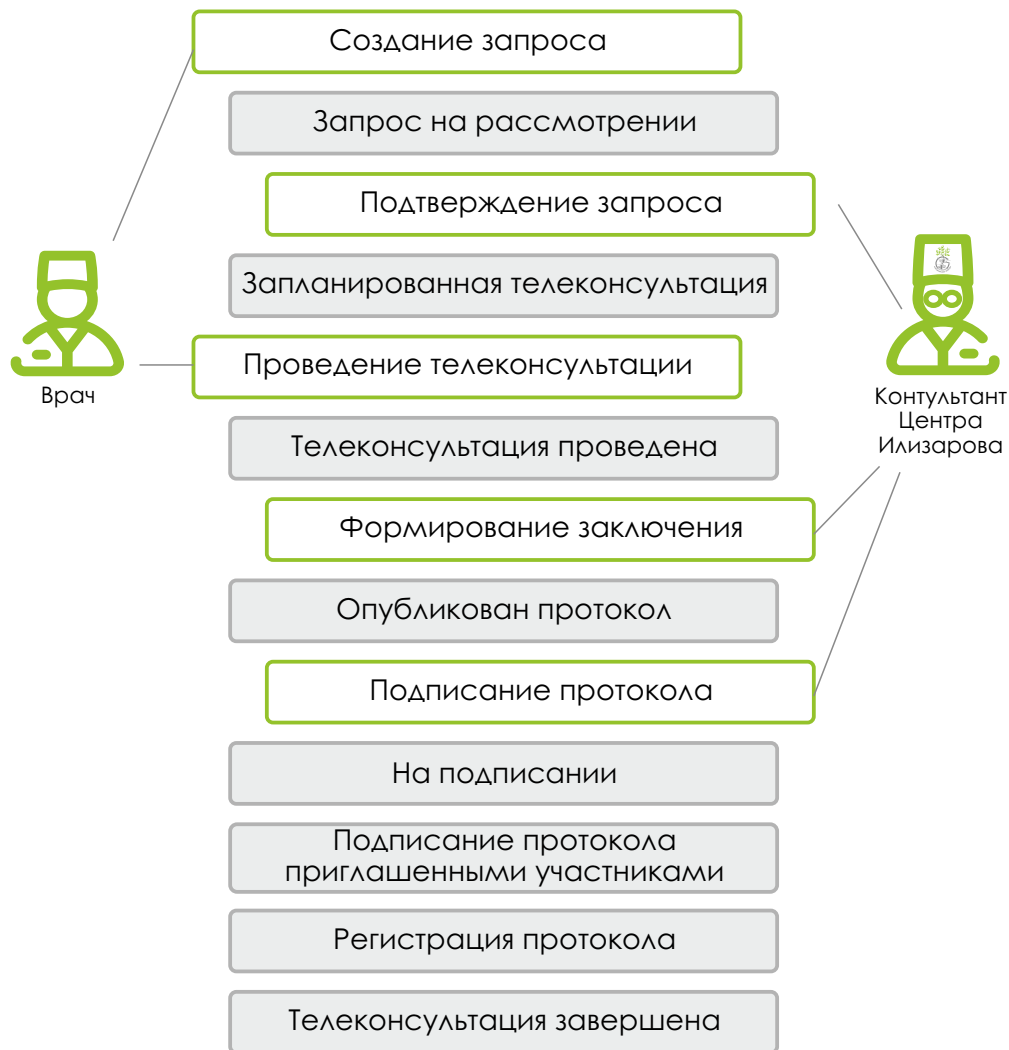 Создание запроса
Запрос на рассмотрении
Подтверждение запроса
Запланированная телеконсультация
Проведение телеконсультации
Врач
Контультант
Центра
Илизарова
Телеконсультация проведена
Формирование заключения
Опубликован протокол
Подписание протокола
На подписании
Подписание протокола
приглашенными участниками
Регистрация протокола
Телеконсультация завершена